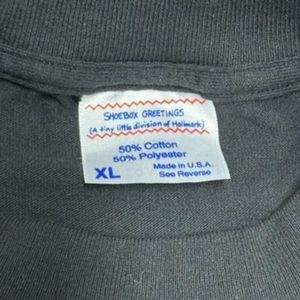 SHOEBOX GREETINGS
(A tiny little division of Hallmark)
50% Cotton
50% Polyester
XL
Made in U.S.A.
See Reverse